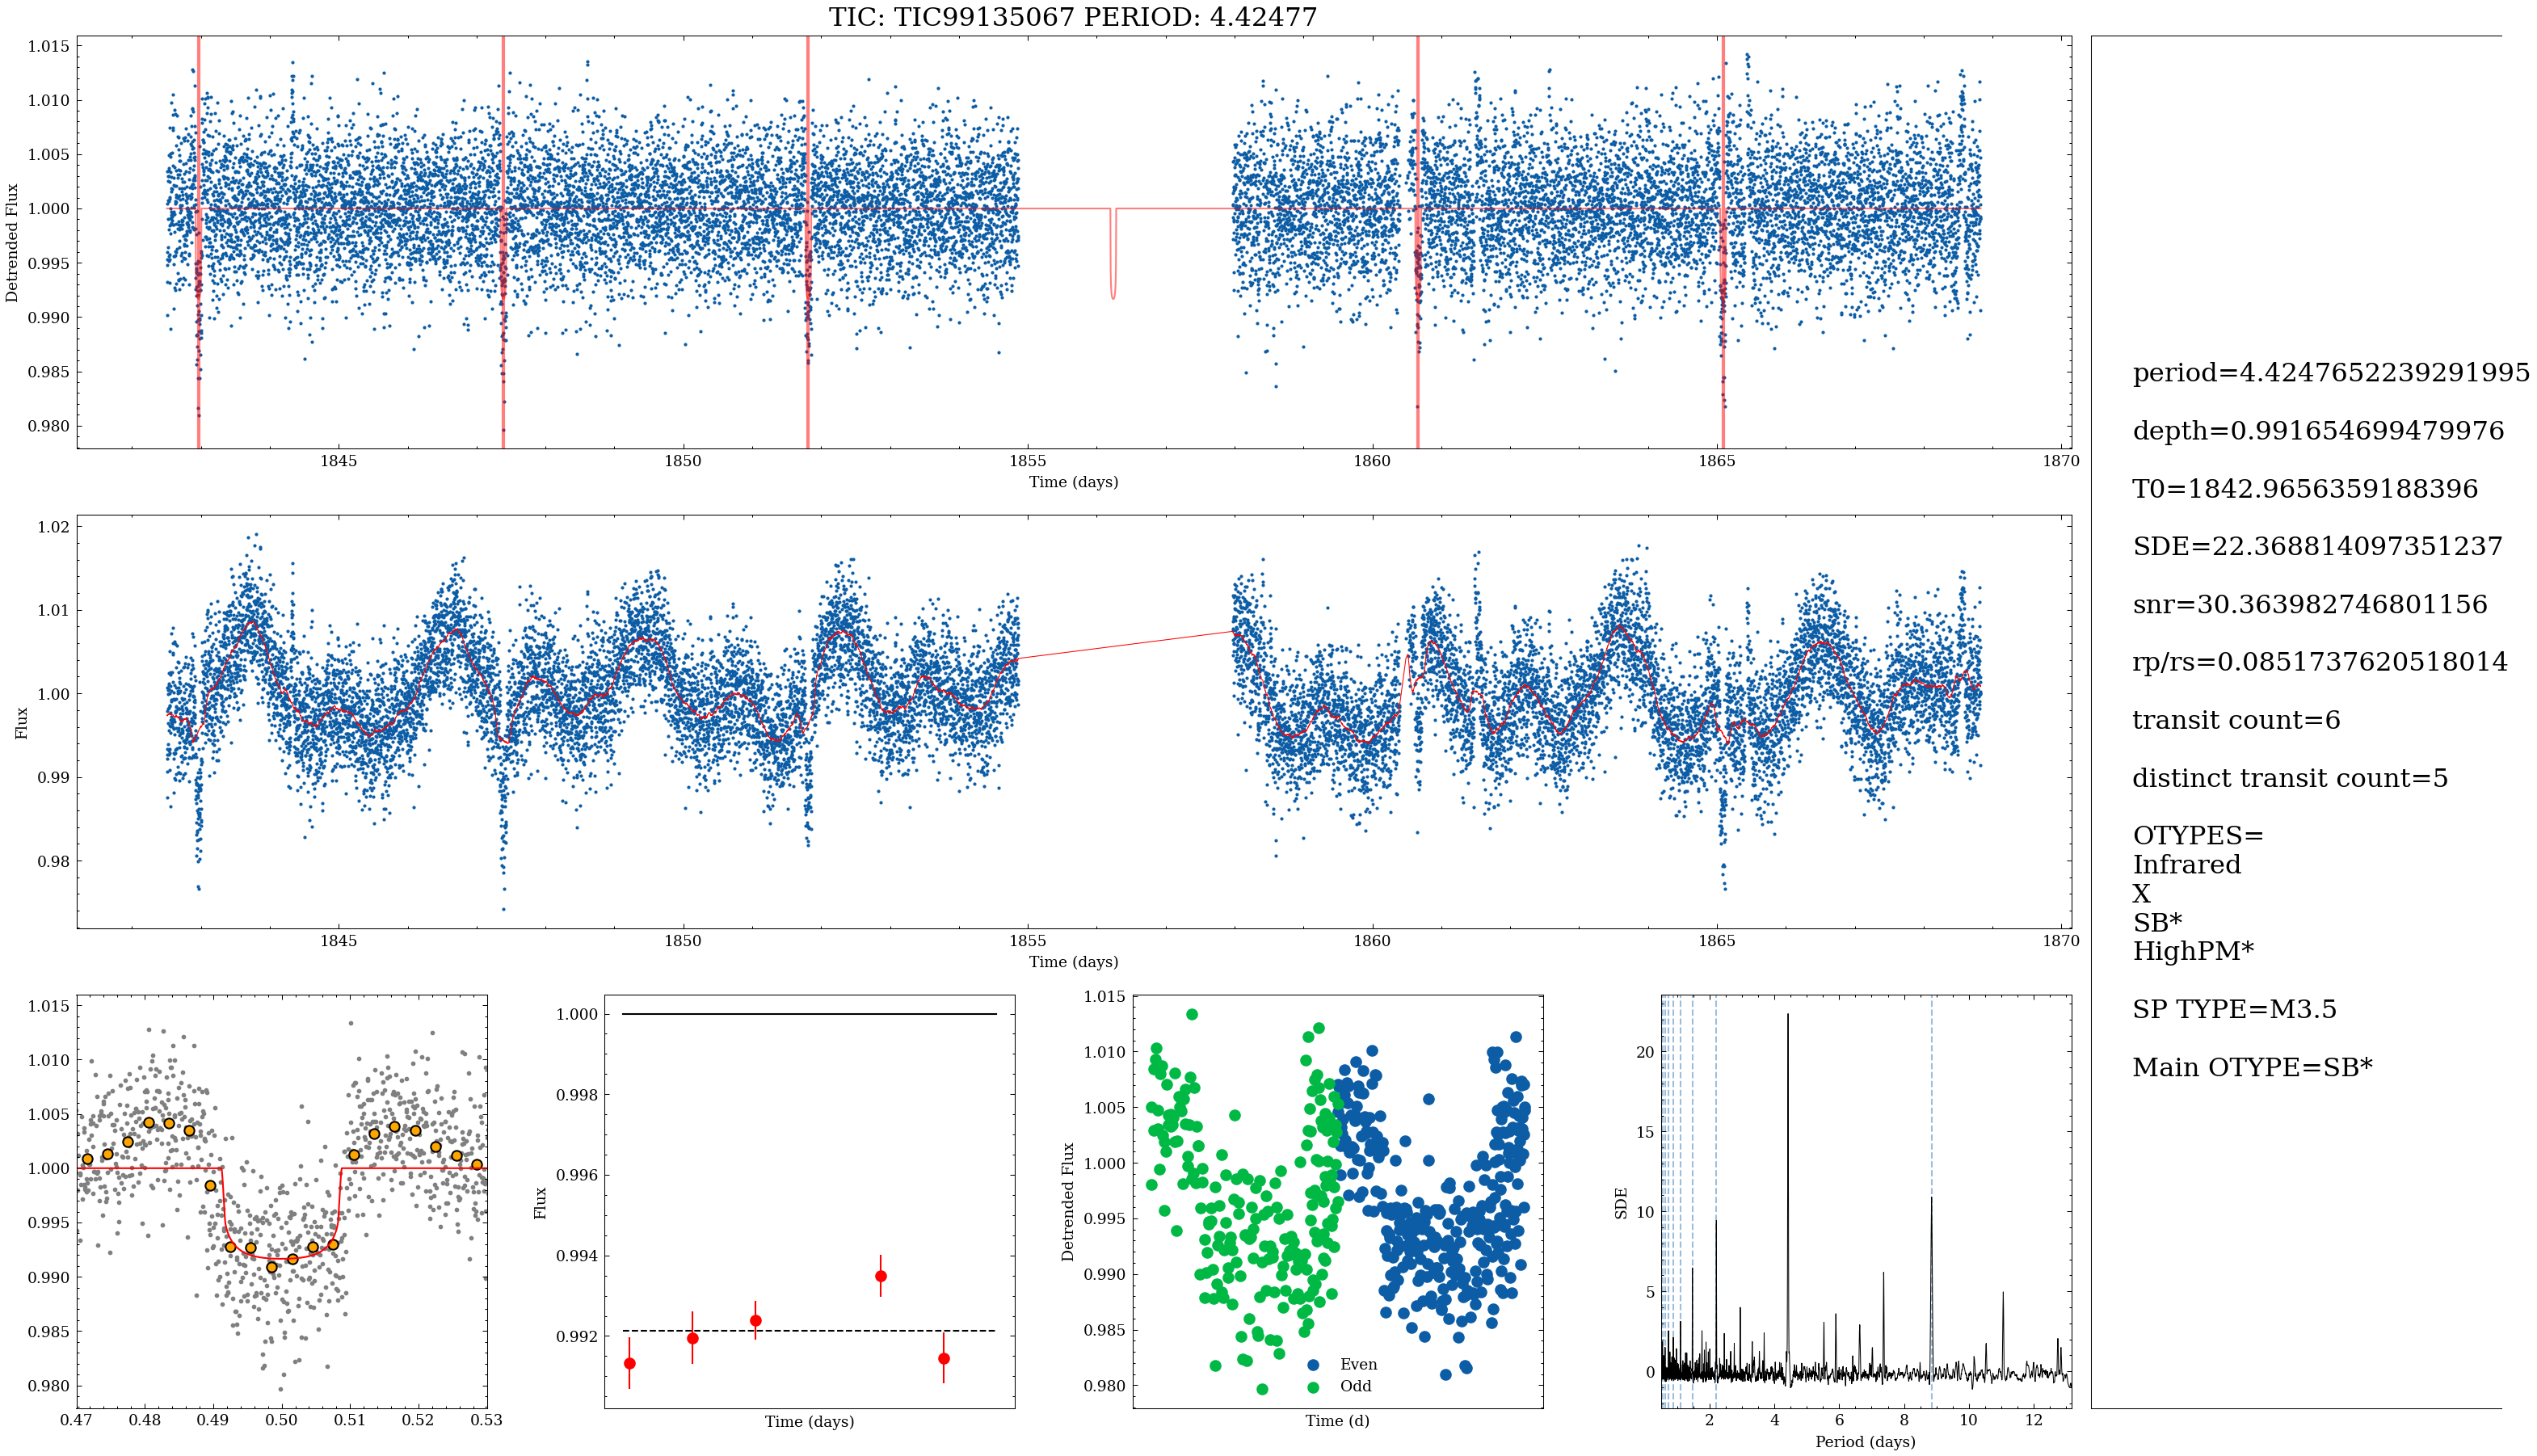 TIC: TIC99135067 PERIOD: 4.42477
1.015
1.010
1.005
1.000
0.995
0.990
0.985
0.980
Detrended Flux
1845
1850
1855
1860
1865
1870
Time (days)
1.02
1.01
1.00
0.99
0.98
Flux
1845
1850
1855
1860
1865
1870
Time (days)
1.015
1.010
1.005
1.000
0.995
0.990
0.985
0.980
0.47
0.48
0.49
0.50
0.51
0.52
0.53
1.000
0.998
0.996
0.994
0.992
Flux
Time (days)
1.015
1.010
1.005
1.000
0.995
0.990
0.985
0.980
Detrended Flux
Even
Odd
Time (d)
20
15
10
5
0
SDE
2
4
6
8
10
12
Period (days)
period=4.4247652239291995
depth=0.991654699479976
T0=1842.9656359188396
SDE=22.368814097351237
snr=30.363982746801156
rp/rs=0.0851737620518014
transit count=6
distinct transit count=5
OTYPES=
Infrared
X
SB*
HighPM*
SP TYPE=M3.5
Main OTYPE=SB*